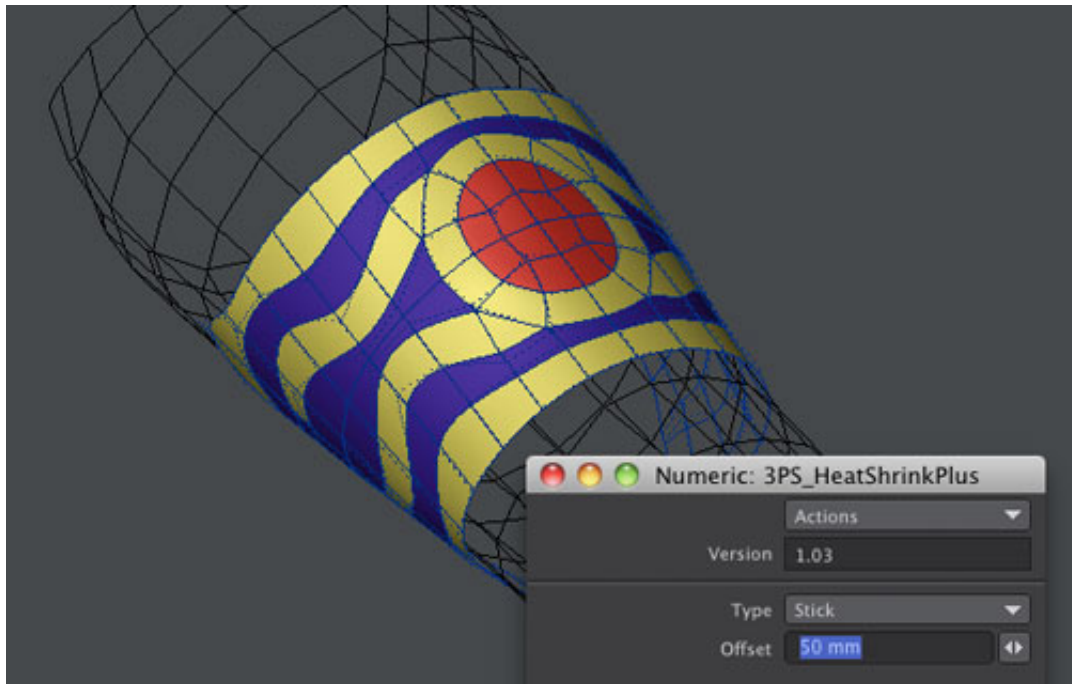 Numeric: 3PS_HeatShrinkPlus
Actions
Version 1.03
Type Stick
Offset 50 mm